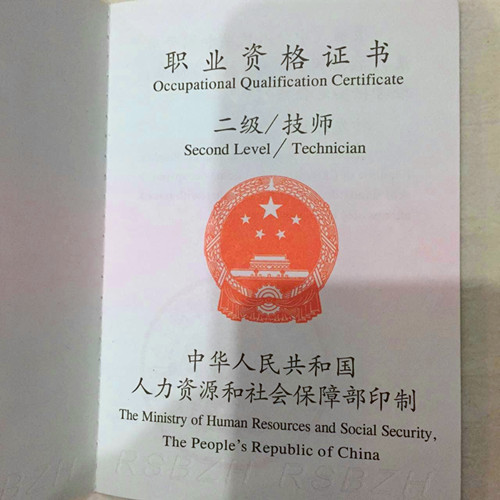 职业资格证书
Occupational Qualification Certificate
二级/技师
Second Level/Technician
中华人民共和国
人力资源和社会保障部印制
The Ministry of Human Resources and Social Security,
The People's Republic of China
RSBZH RSBZH